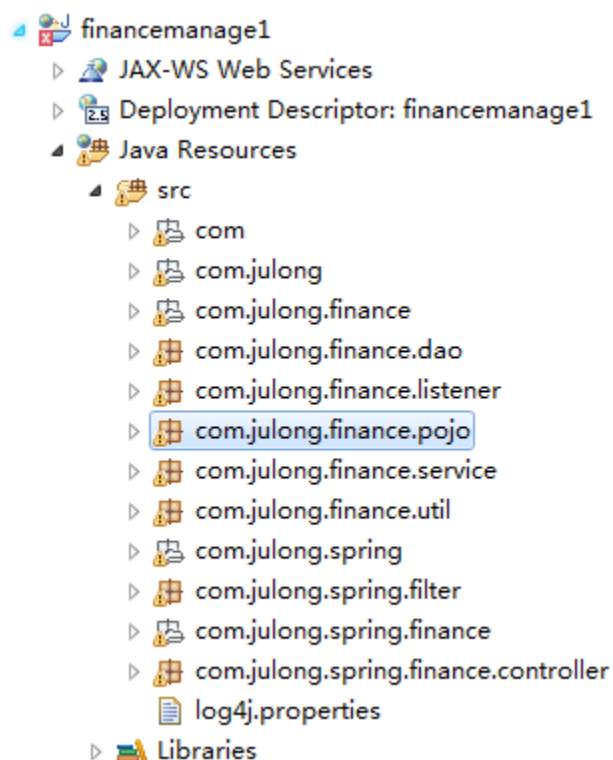 financemanage1
JAX-WS Web Services
2.5 Deployment Descriptor: financemanage1
Java Resources
src
com
com.julong
com.julong.finance
com.julong.finance.dao
com.julong.finance.listener
com.julong.finance.pojo
com.julong.finance.service
com.julong.finance.util
com.julong.spring
com.julong.spring.filter
com.julong.spring.finance
com.julong.spring.finance.controller
log4j.properties
Libraries